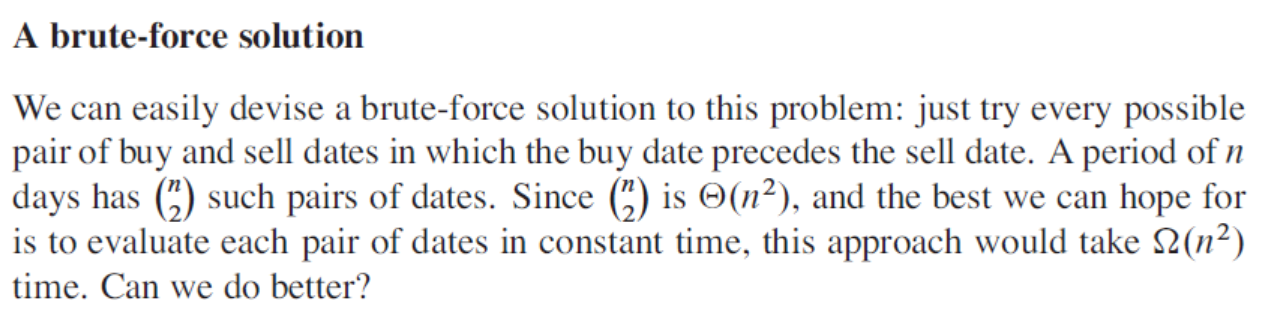 A brute-force solution
We can easily devise a brute-force solution to this problem: just try every possible
pair of buy and sell dates in which the buy date precedes the sell date. A period of n
days has (n 2) such pairs of dates. Since (n 2) is Θ(n²), and the best we can hope for
is to evaluate each pair of dates in constant time, this approach would take Ω(n²)
time. Can we do better?